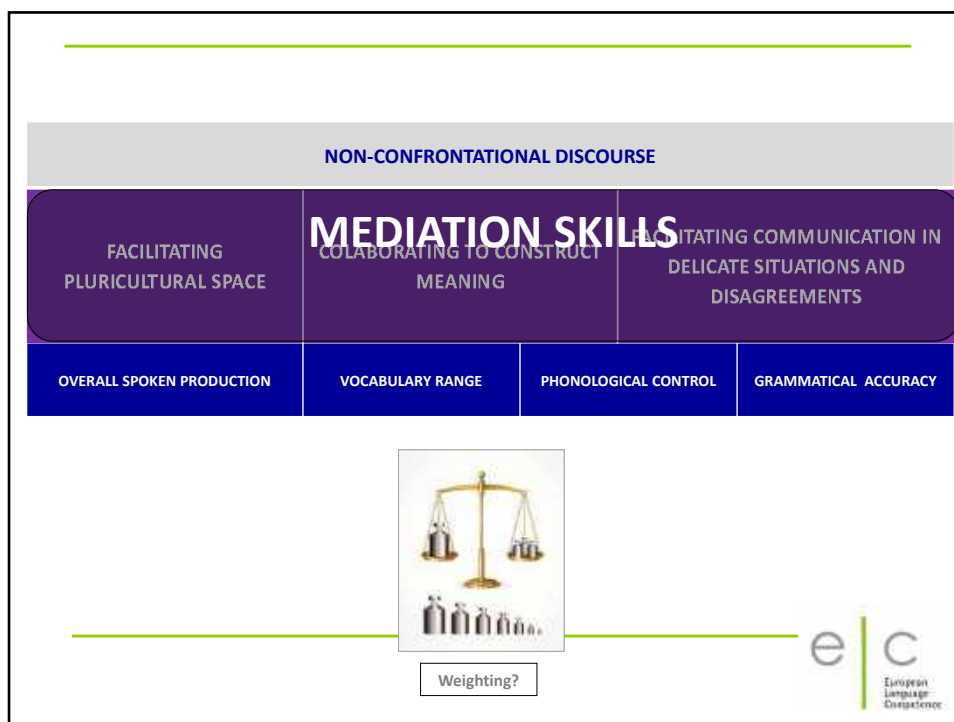 NON-CONFRONTATIONAL DISCOURSE
MEDIATION SKILLS
FACILITATING
PLURICULTURAL SPACE
COLABORATING TO CONSTRUCT
MEANING
FACILITATING COMMUNICATION IN
DELICATE SITUATIONS AND
DISAGREEMENTS
OVERALL SPOKEN PRODUCTION
VOCABULARY RANGE
PHONOLOGICAL CONTROL
GRAMMATICAL ACCURACY
Weighting?
e c
European
Language
Competence